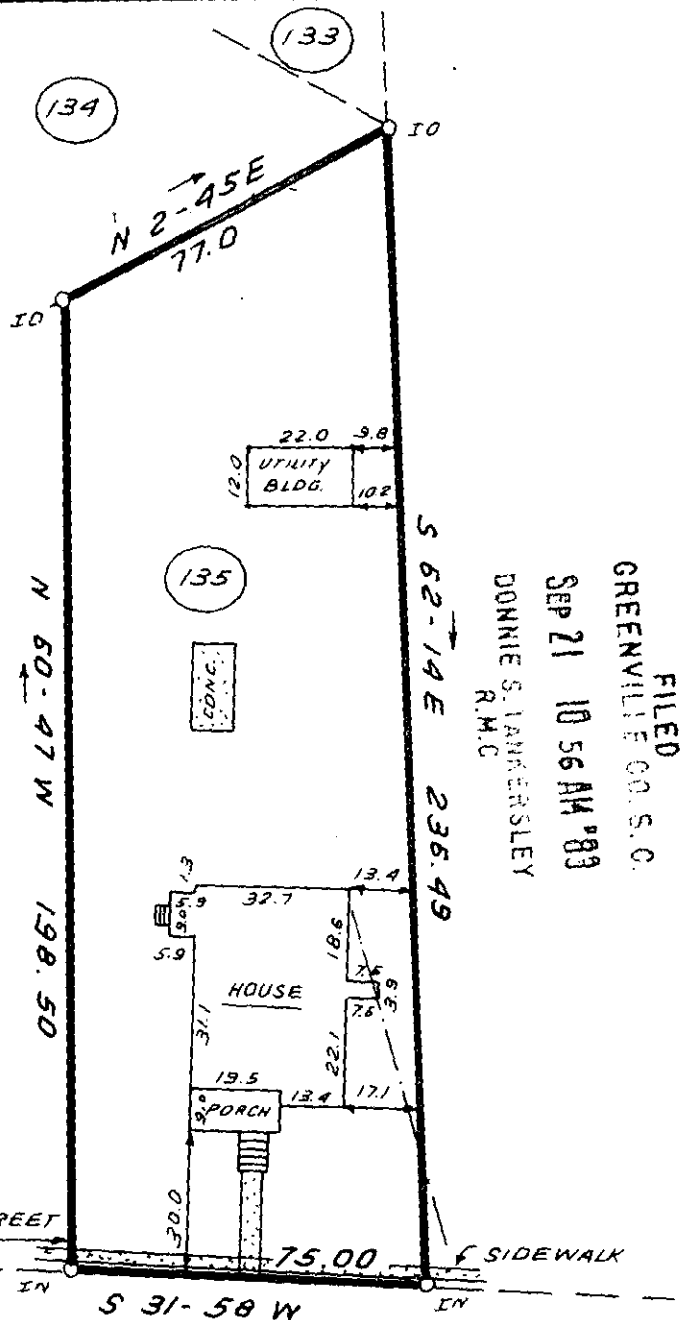 133
134
IO
N 2-45E
77.0
IO
22.0
9.8
12.0
UTILITY
BLDG.
10.2
135
CONC.
N 60-47 W 198.50
S 62-14 E 236.49
FILED
GREENVILLE CO. S.C.
SEP 21 10 56 AM '83
DONNIE S. TANKERSLEY
R.M.C
1.3
5.9
9.0
5.9
32.7
13.4
18.6
7.6
3.9
7.6
HOUSE
31.1
22.1
19.5
13.4
17.1
9.0
PORCH
30.0
REET
75.00
SIDEWALK
IN
S 31-58 W
IN